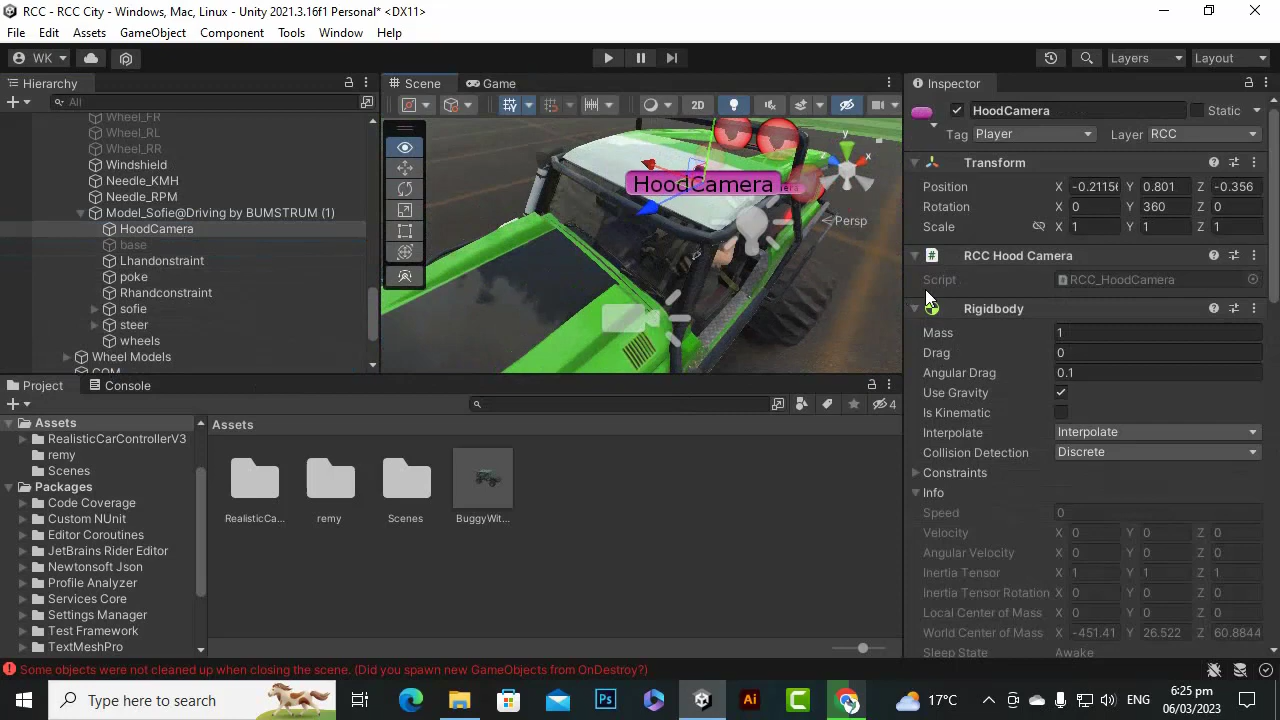 RCC - RCC City - Windows, Mac, Linux - Unity 2021.3.16f1 Personal* <DX11>
File Edit Assets GameObject Component Tools Window Help
WK
Layers
Layout
Hierarchy
All
Wheel_FR
Wheel_RL
Wheel_RR
Windshield
Needle_KMH
Needle_RPM
Model_Sofie@Driving by BUMSTRUM (1)
HoodCamera
base
Lhandonstraint
poke
Rhandconstraint
sofie
steer
wheels
Wheel Models
COM
Scene
Game
2D
HoodCamera
y
x
Persp
Inspector
HoodCamera
Static
Tag Player
Layer RCC
Transform
Position X -0.21156 Y 0.801 Z -0.356
Rotation X 0 Y 360 Z 0
Scale X 1 Y 1 Z 1
RCC Hood Camera
Script RCC_HoodCamera
Rigidbody
Mass 1
Drag 0
Angular Drag 0.1
Use Gravity
Is Kinematic
Interpolate Interpolate
Collision Detection Discrete
Constraints
Info
Speed 0
Velocity X 0 Y 0 Z 0
Angular Velocity X 0 Y 0 Z 0
Inertia Tensor X 1 Y 1 Z 1
Inertia Tensor Rotation X 0 Y 0 Z 0
Local Center of Mass X 0 Y 0 Z 0
World Center of Mass X -451.41 Y 26.522 Z 60.8844
Sleep State Awake
Project
Console
4
Assets
RealisticCarControllerV3
remy
Scenes
Packages
Code Coverage
Custom NUnit
Editor Coroutines
JetBrains Rider Editor
Newtonsoft Json
Profile Analyzer
Services Core
Settings Manager
Test Framework
TextMeshPro
Assets
RealisticCa...
remy
Scenes
BuggyWit...
Some objects were not cleaned up when closing the scene. (Did you spawn new GameObjects from OnDestroy?)
Type here to search
Ps
Ai
17°C
ENG
6:25 pm
06/03/2023